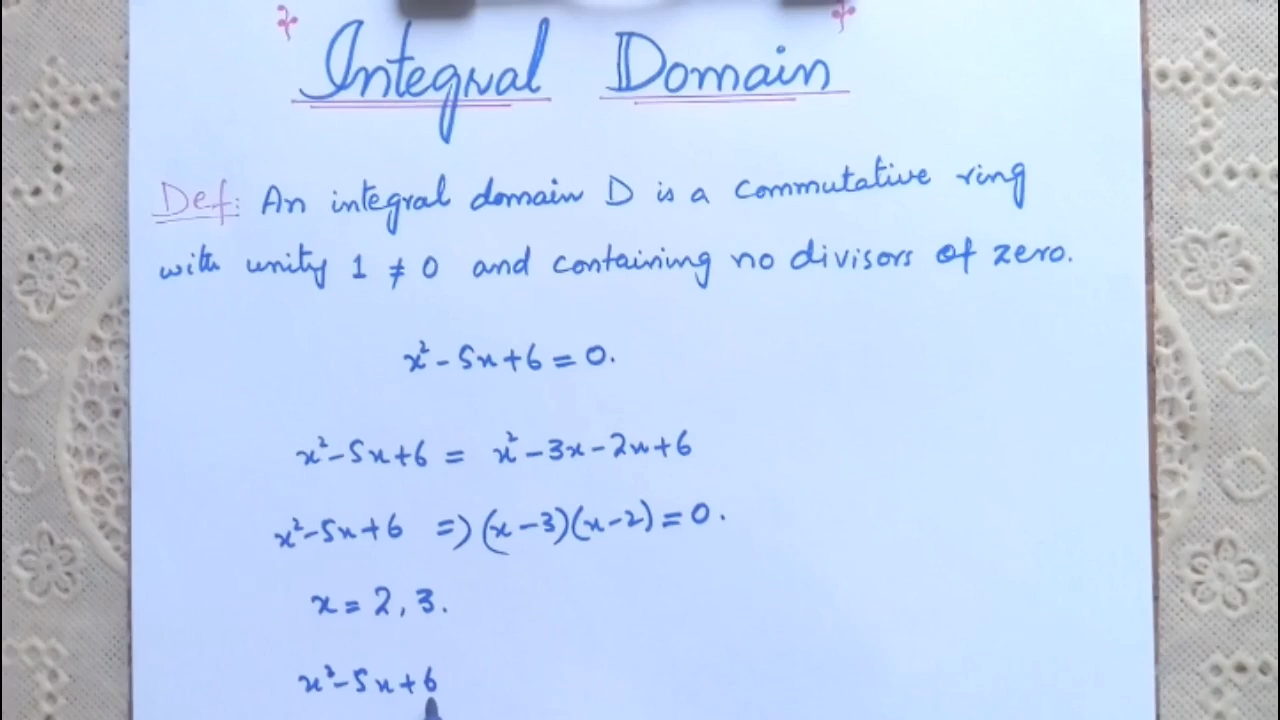 Integral Domain
Def: An integral domain D is a commutative ring
with unity 1 ≠ 0 and containing no divisors of zero.
x² - 5x + 6 = 0.
x² - 5x + 6 = x² - 3x - 2x + 6
x² - 5x + 6 => (x - 3)(x - 2) = 0.
x = 2, 3.
x² - 5x + 6